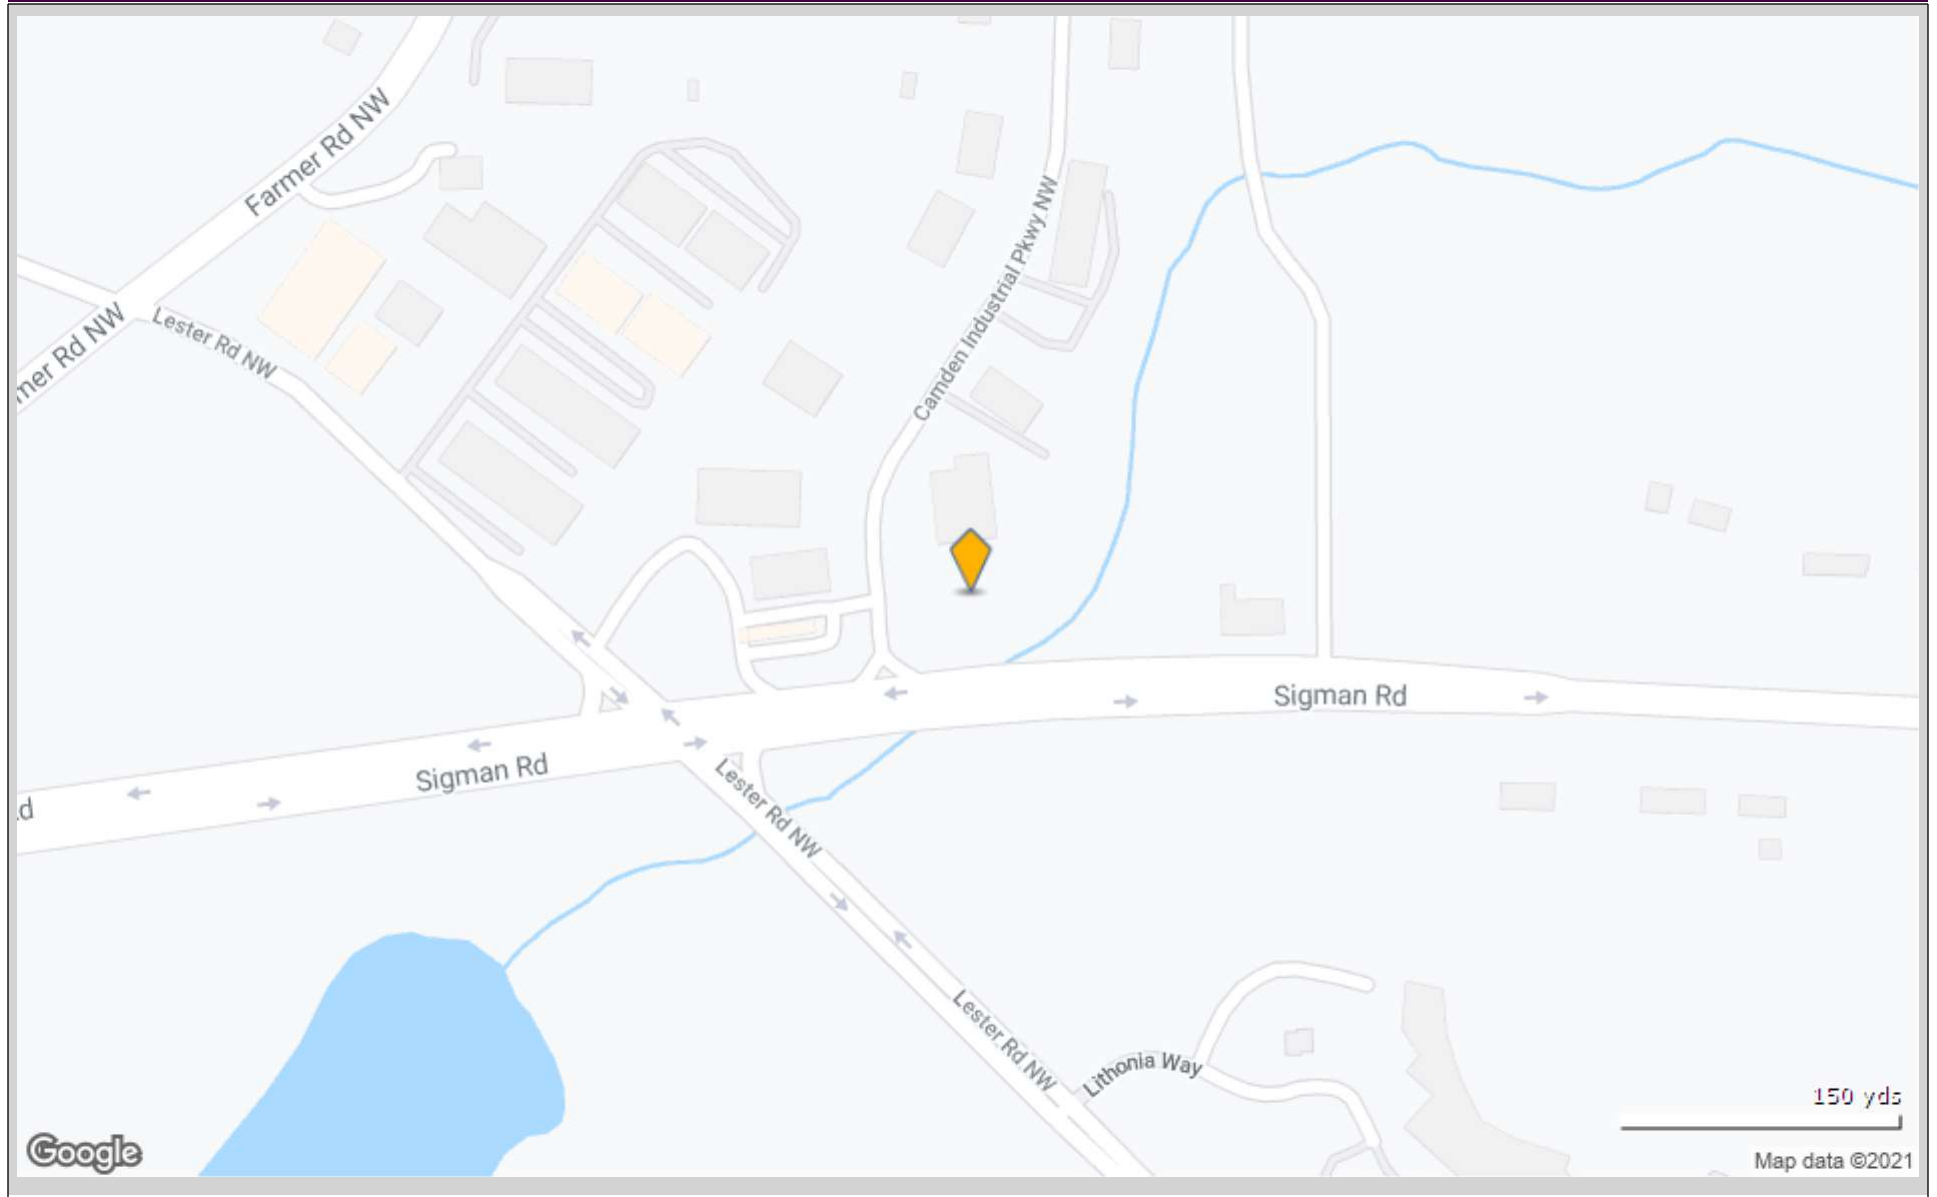 Farmer Rd NW
mer Rd NW
Lester Rd NW
Camden Industrial Pkwy NW
Sigman Rd
Sigman Rd
d
Lester Rd NW
Lester Rd NW
Lithonia Way
150 yds
Google
Map data ©2021